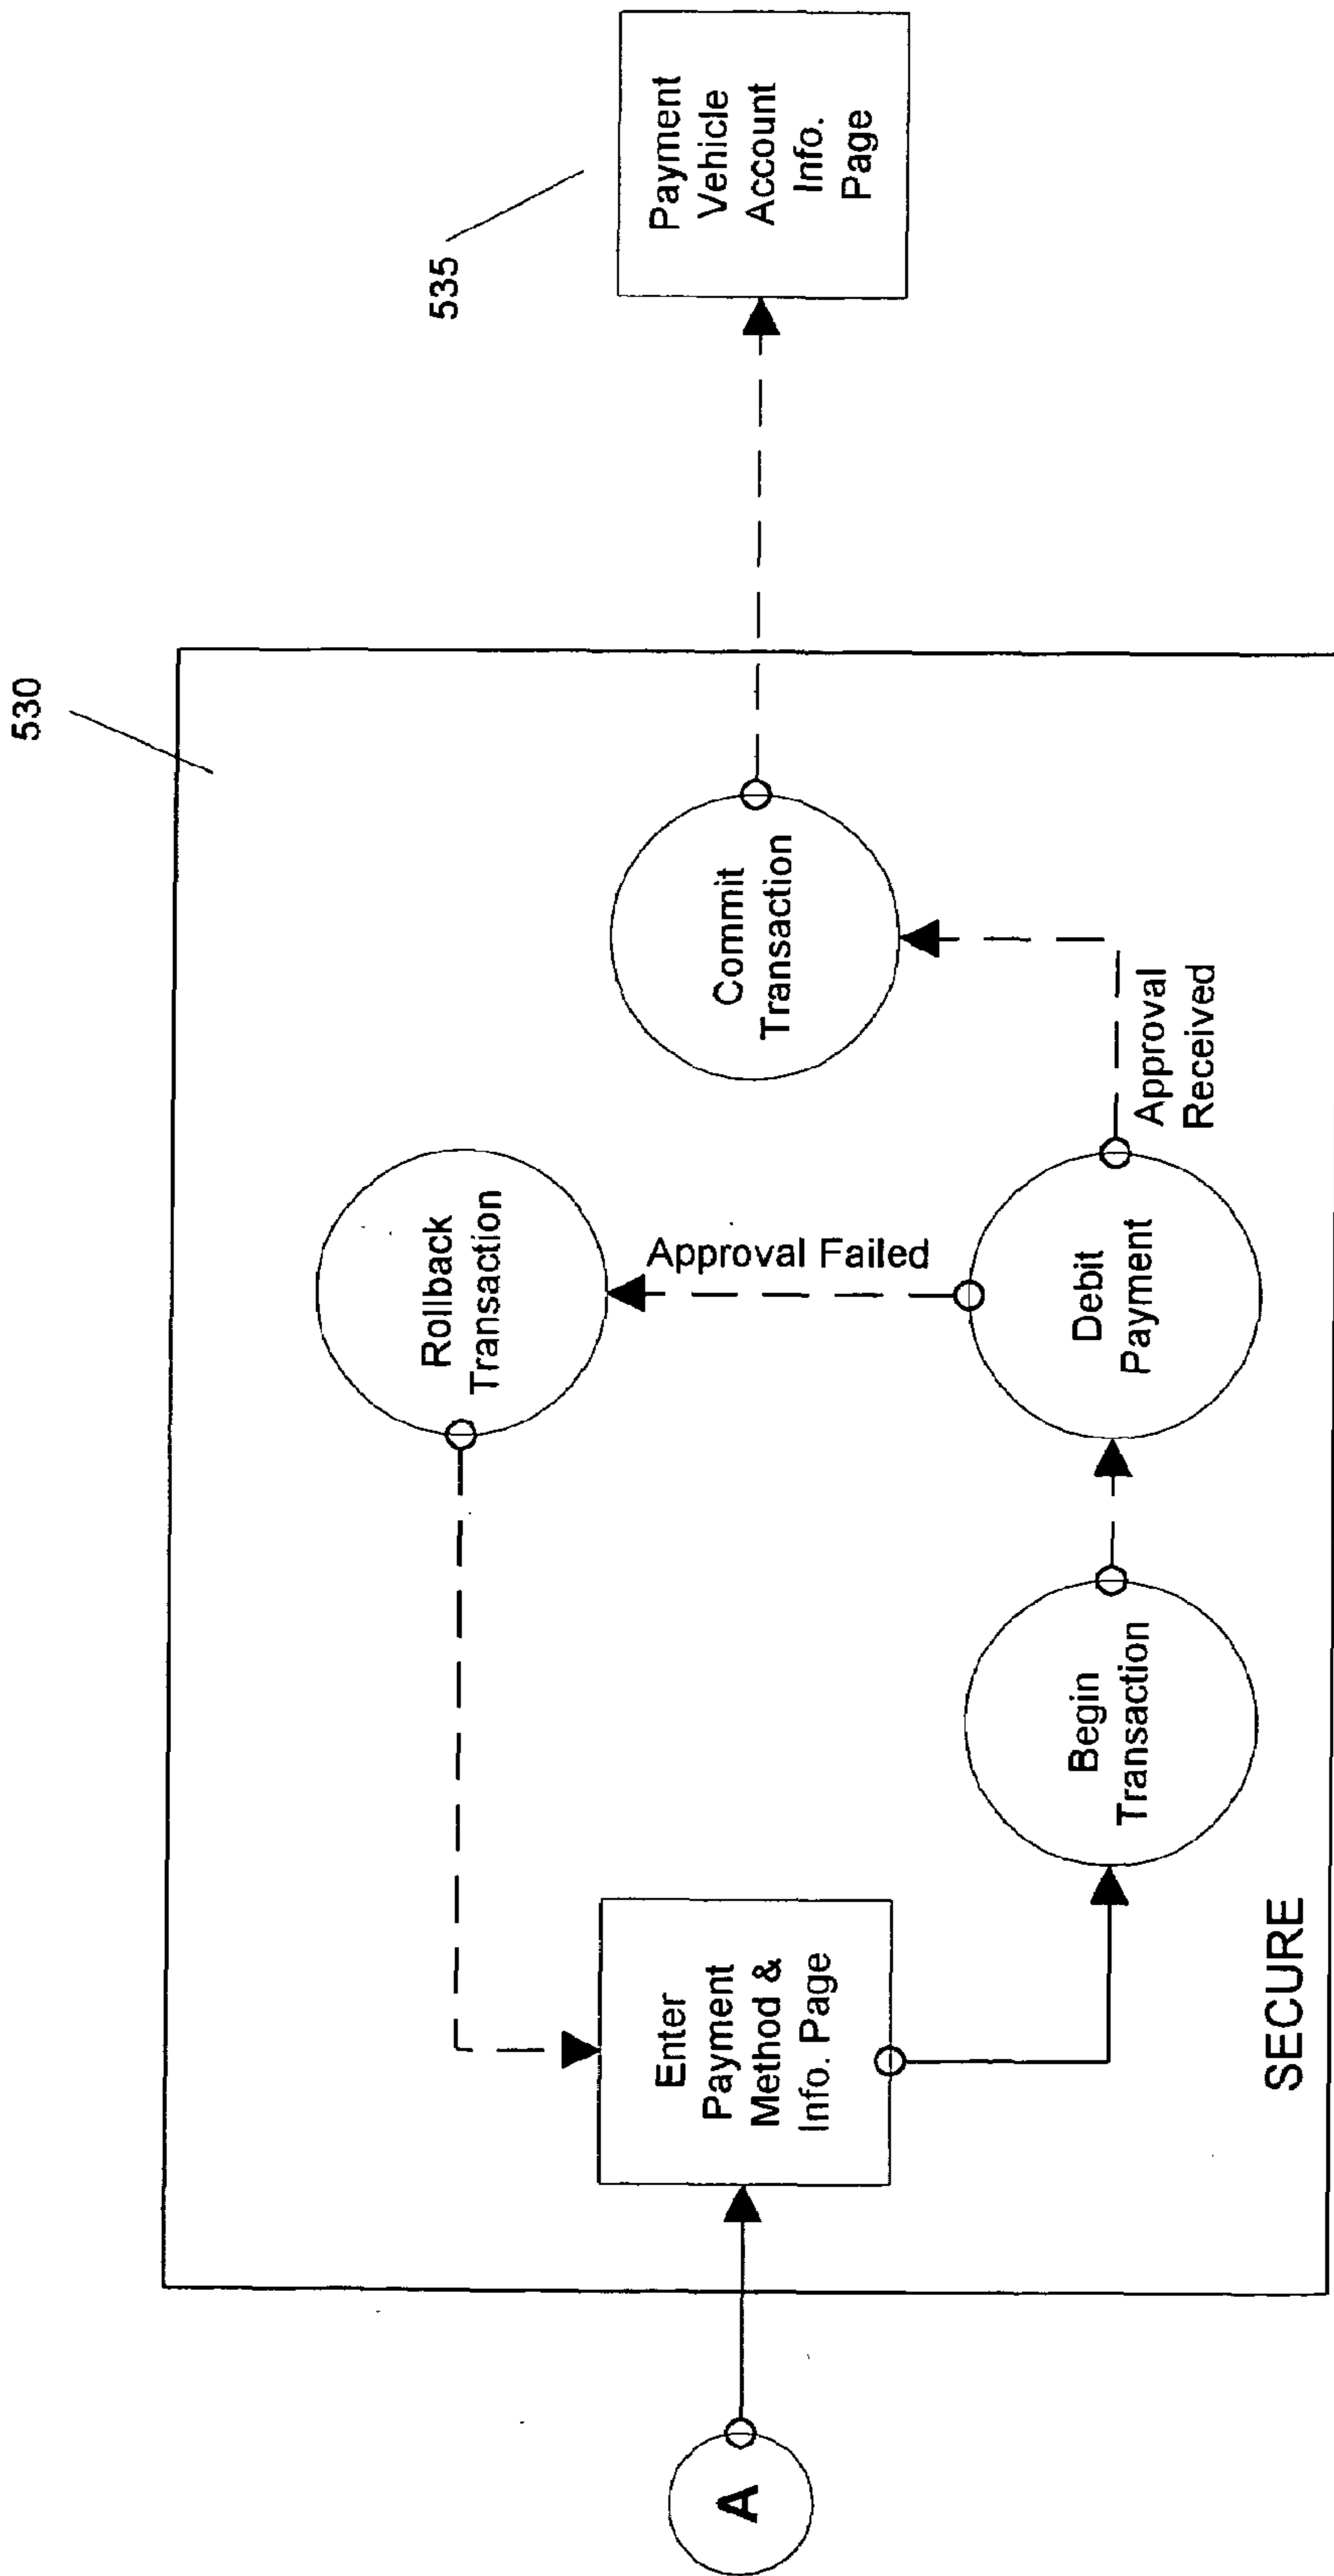 530
535
Payment
Vehicle
Account
Info.
Page
Rollback
Transaction
Approval Failed
Commit
Transaction
Approval
Received
Debit
Payment
Begin
Transaction
Enter
Payment
Method &
Info. Page
SECURE
A